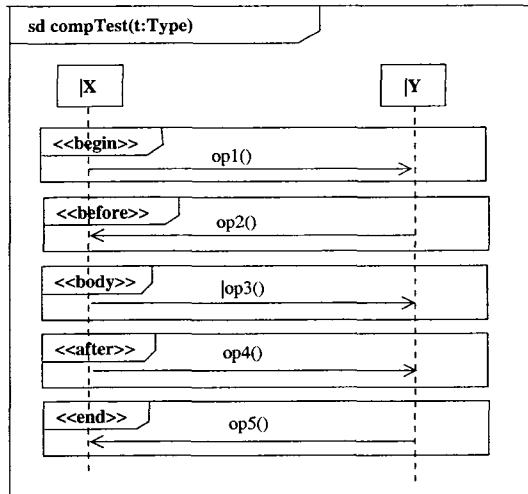 sd compTest(t:Type)
|X
|Y
<<begin>>
op1()
<<before>>
op2()
<<body>>
|op3()
<<after>>
op4()
<<end>>
op5()